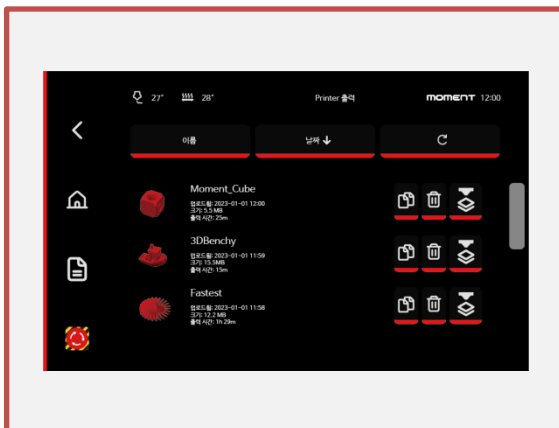 27° 28° Printer 출력 moment 12:00
이름 날짜
Moment_Cube
업로드됨: 2023-01-01 12:00
크기: 5.5 MB
출력 시간: 25m
3DBenchy
업로드됨: 2023-01-01 11:59
크기: 15.5MB
출력 시간: 15m
Fastest
업로드됨: 2023-01-01 11:58
크기: 12.2 MB
출력 시간: 1h 29m